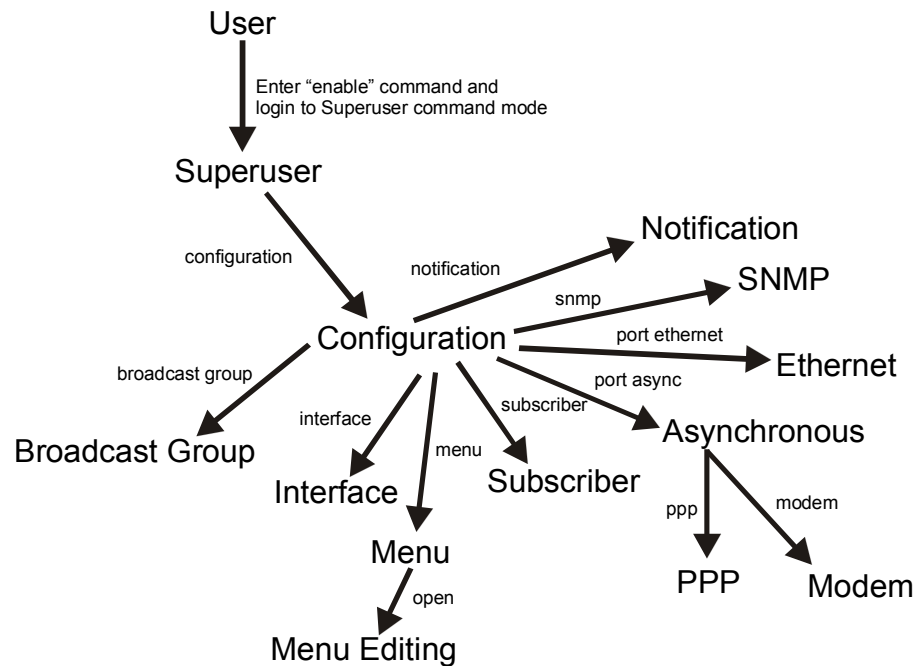 User
Enter “enable” command and
login to Superuser command mode
Superuser
configuration
notification
Notification
snmp
SNMP
Configuration
port ethernet
Ethernet
broadcast group
port async
interface
menu
subscriber
Asynchronous
Broadcast Group
Interface
Subscriber
ppp
modem
Menu
PPP
Modem
open
Menu Editing